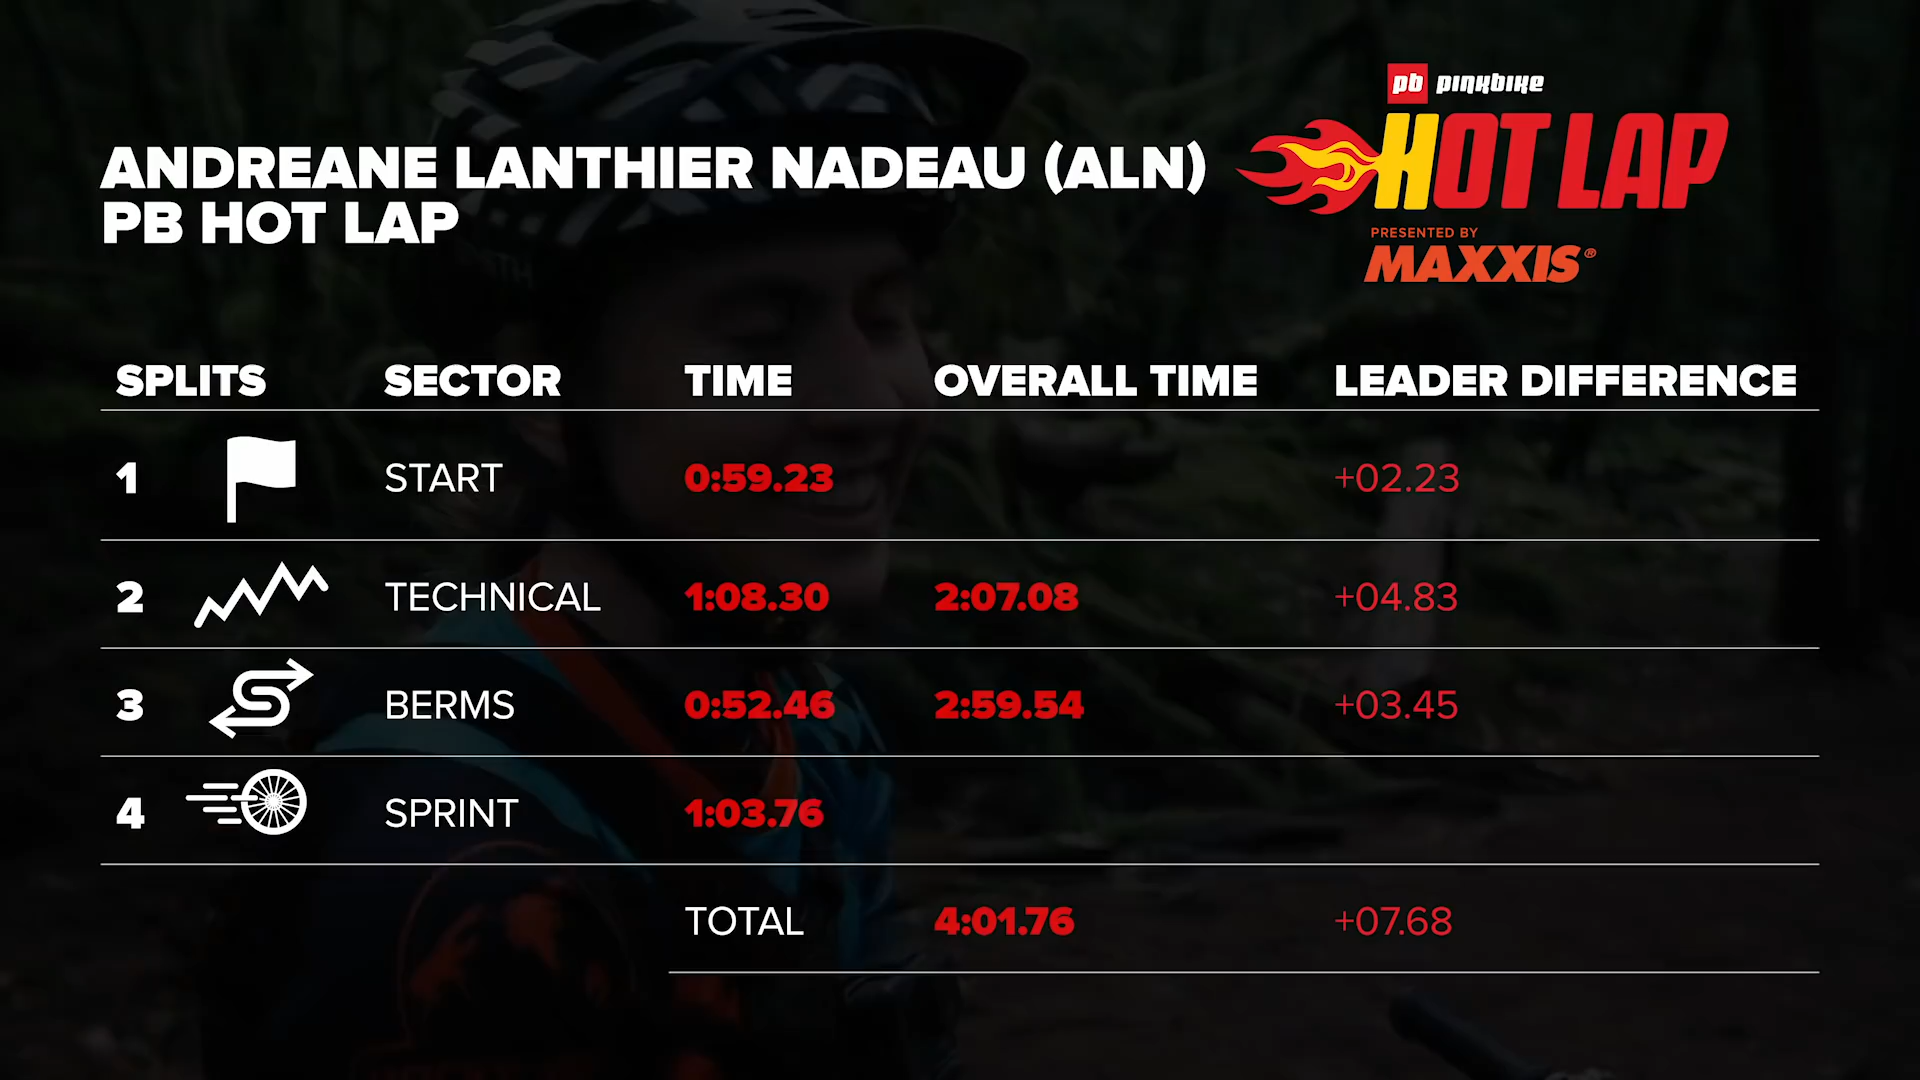 pb pinkbike
HOT LAP
PRESENTED BY
MAXXIS®
ANDREANE LANTHIER NADEAU (ALN)
PB HOT LAP
SPLITS SECTOR TIME OVERALL TIME LEADER DIFFERENCE
1 START 0:59.23 +02.23
2 TECHNICAL 1:08.30 2:07.08 +04.83
3 BERMS 0:52.46 2:59.54 +03.45
4 SPRINT 1:03.76
TOTAL 4:01.76 +07.68